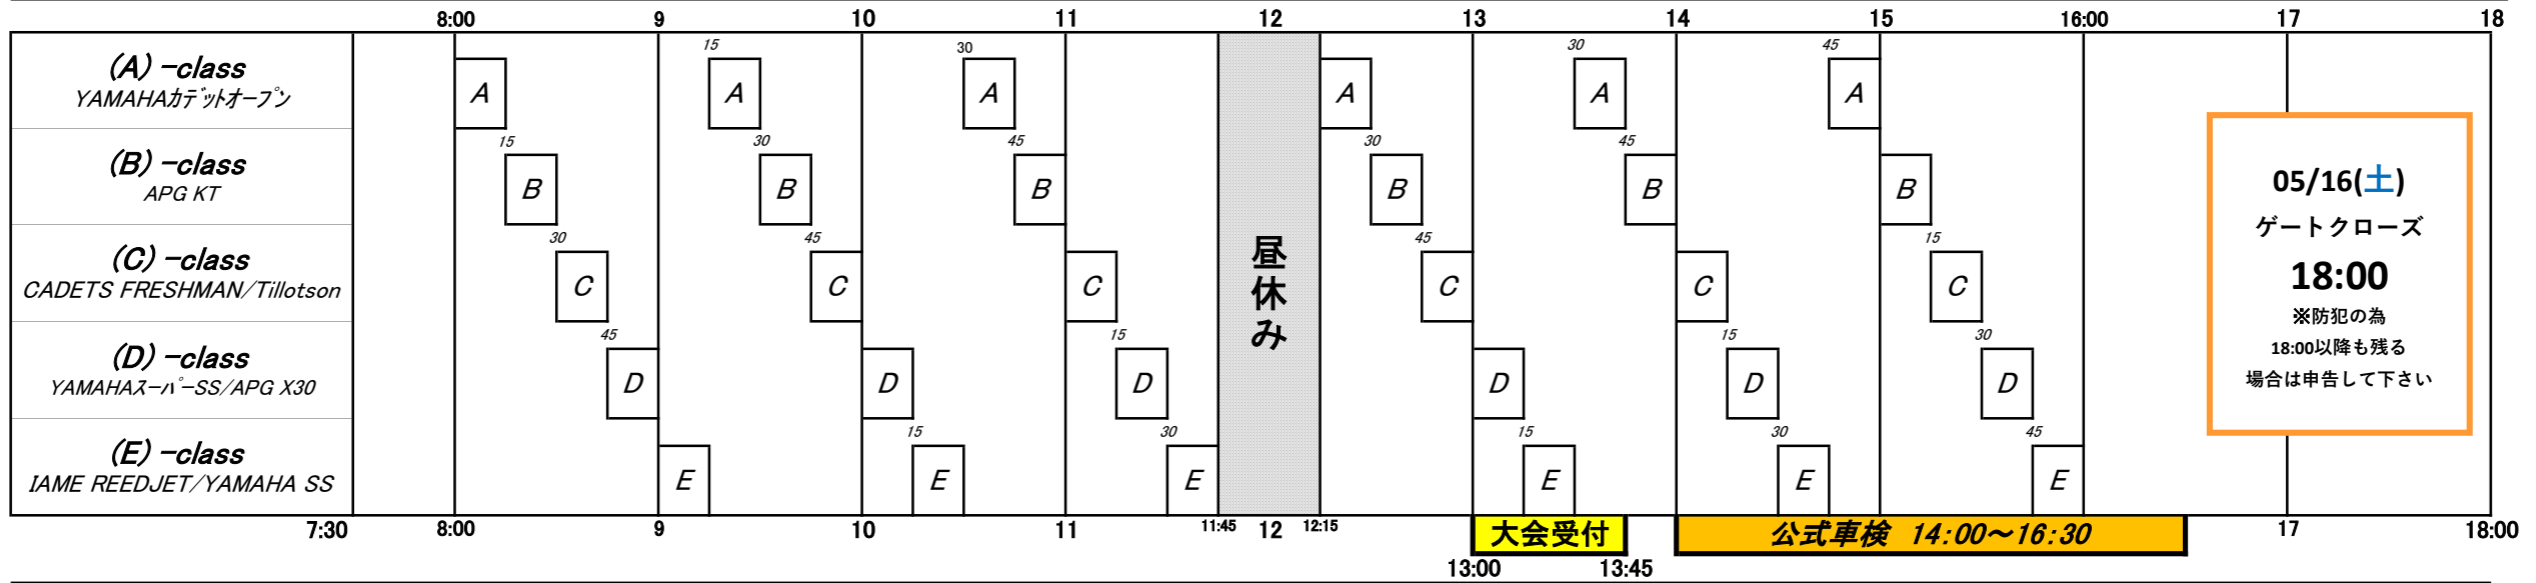 8:00 9 10 11 12 13 14 15 16:00 17 18
15 30 30 45
(A) -class
YAMAHAｶﾃﾞｯﾄｵｰﾌﾟﾝ
A A A A A A
15 30 45 30 45
(B) -class
APG KT
B B B B B B
30 45 45 15
(C) -class
CADETS FRESHMAN/Tillotson
C C C C C C
45 15 15 30
(D) -class
YAMAHAｽｰﾊﾟｰSS/APG X30
D D D D D D
15 30 15 30 45
(E) -class
IAME REEDJET/YAMAHA SS
E E E E E E
昼休み
05/16(土)
ゲートクローズ
18:00
※防犯の為
18:00以降も残る
場合は申告して下さい
7:30 8:00 9 10 11 11:45 12 12:15 大会受付 公式車検 14:00～16:30 17 18:00
13:00 13:45